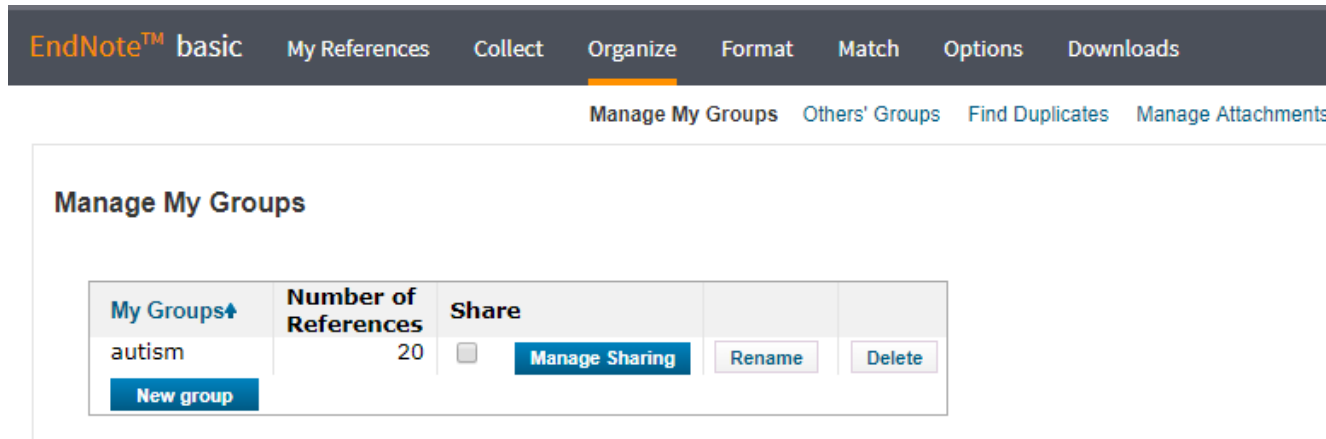 EndNote™ basic My References Collect Organize Format Match Options Downloads
Manage My Groups Others' Groups Find Duplicates Manage Attachments
Manage My Groups
My Groups Number of References Share
autism 20 Manage Sharing Rename Delete
New group